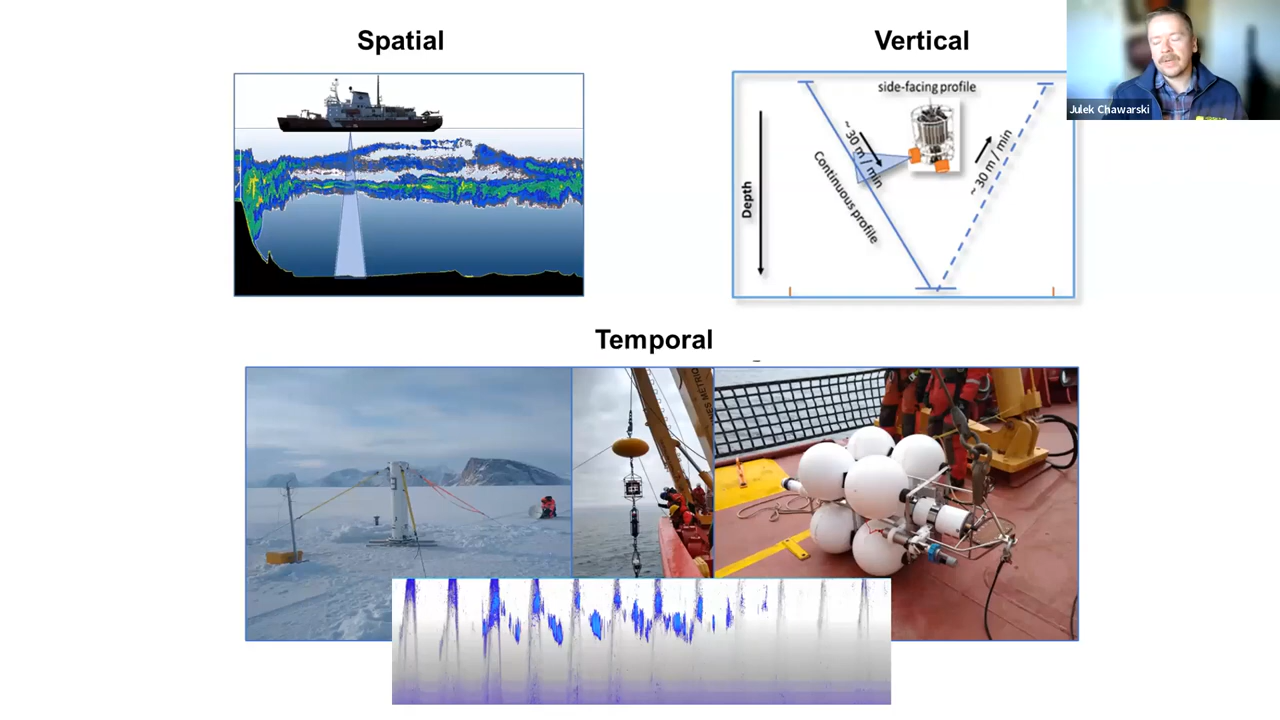 Spatial
Vertical
side-facing profile
~ 30 m / min
Continuous profile
~ 30 m / min
Depth
Julek Chawarski
Temporal